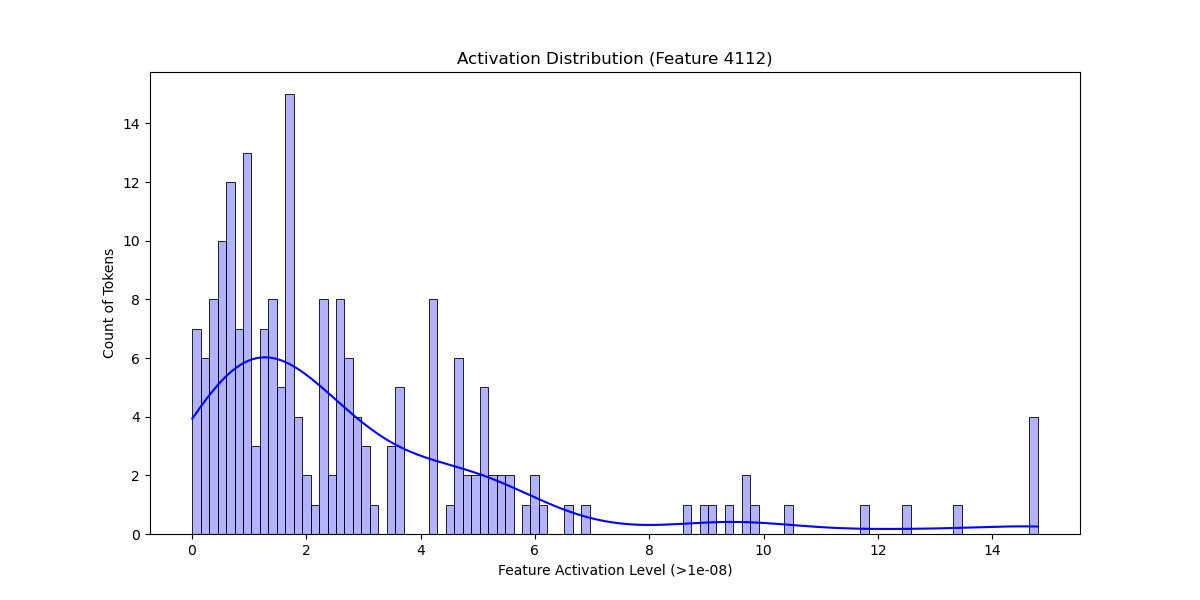 Activation Distribution (Feature 4112)
14
12
10
8
6
4
2
0
Count of Tokens
0 2 4 6 8 10 12 14
Feature Activation Level (>1e-08)